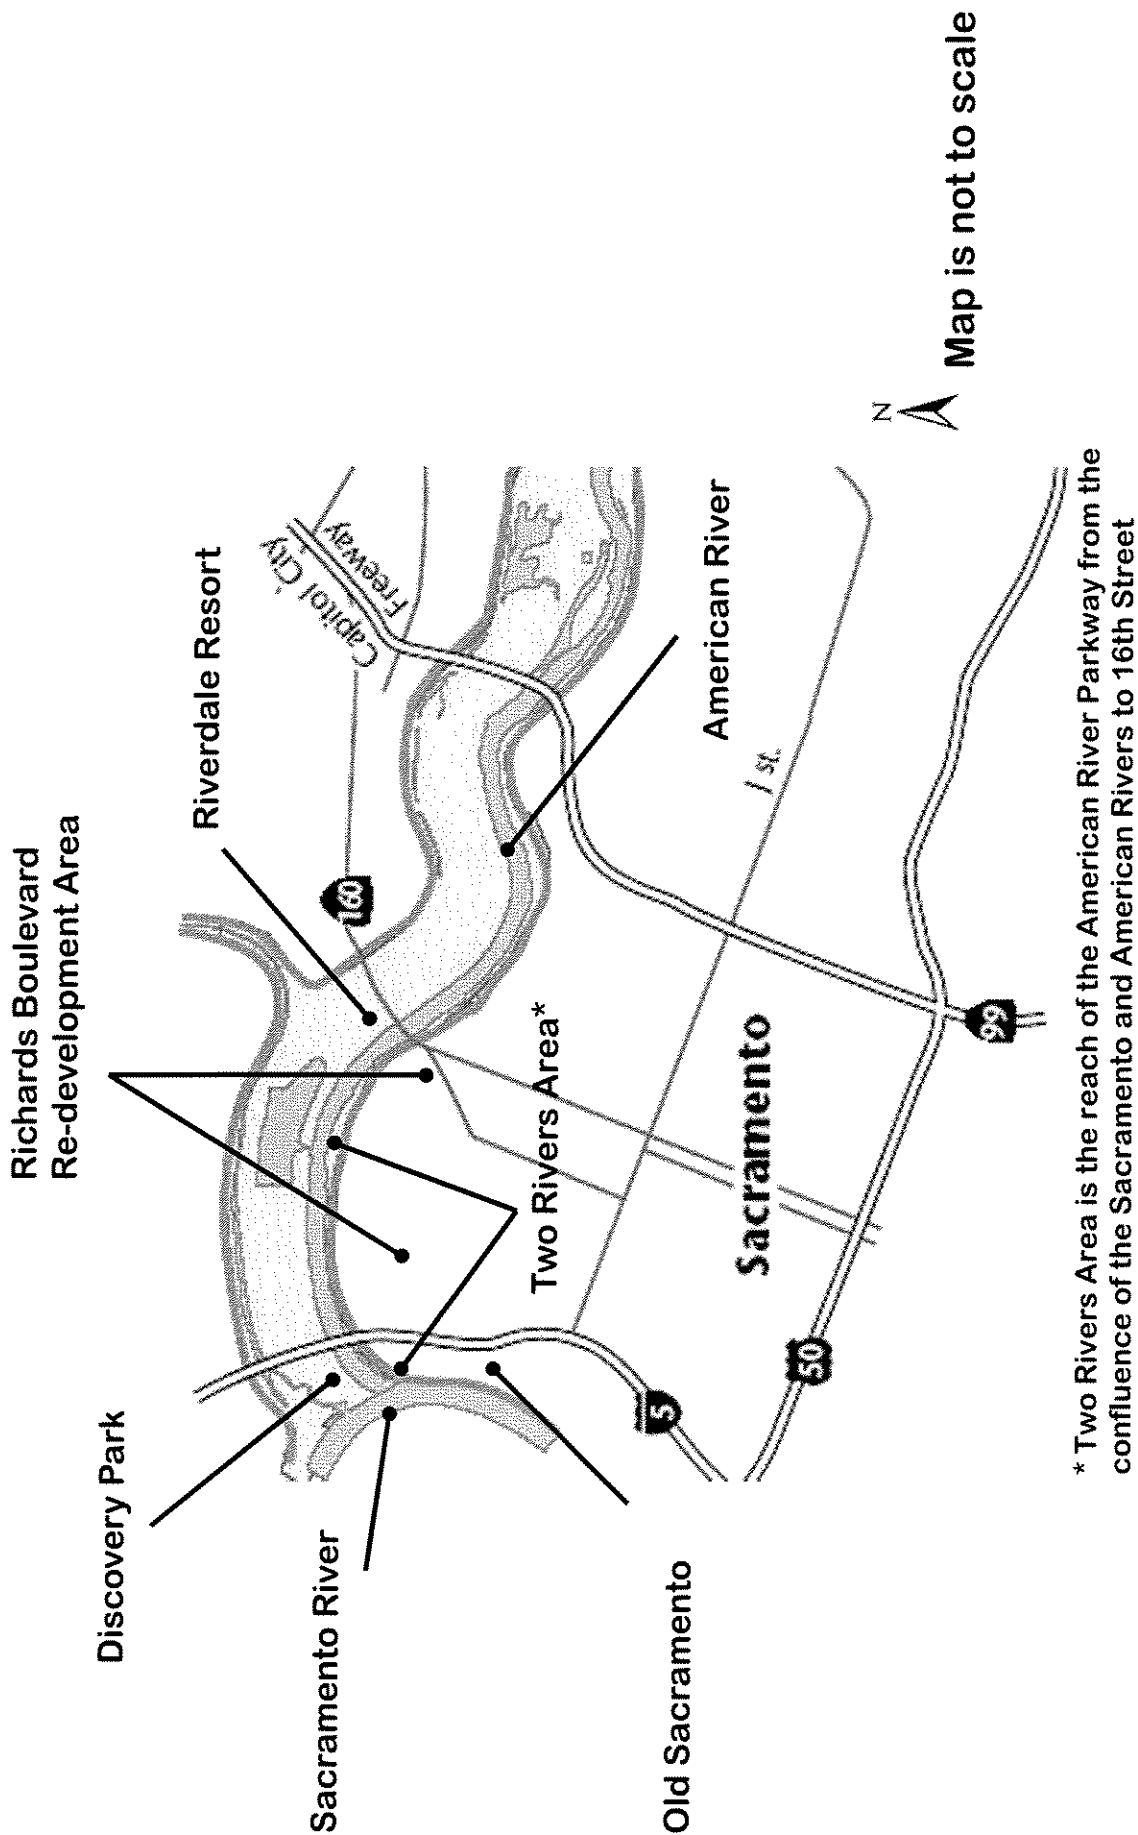 Richards Boulevard
Re-development Area
Discovery Park
Riverdale Resort
Capitol City
Freeway
160
Sacramento River
Two Rivers Area*
American River
Old Sacramento
5
I st.
Sacramento
50
99
N
Map is not to scale
* Two Rivers Area is the reach of the American River Parkway from the
confluence of the Sacramento and American Rivers to 16th Street